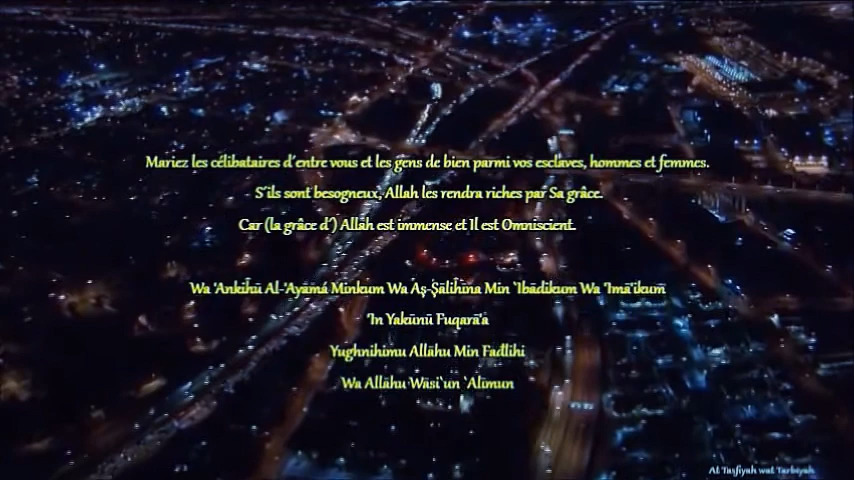 Mariez les célibataires d'entre vous et les gens de bien parmi vos esclaves, hommes et femmes.
S'ils sont besogneux, Allah les rendra riches par Sa grâce.
Car (la grâce d') Allah est immense et Il est Omniscient.
Wa 'Ankiĥū Al-'Ayāmá Minkum Wa Aş-Şāliĥīna Min `Ibādikum Wa 'Imā'ikum
'In Yakūnū Fuqarā'a
Yughnihimu Allāhu Min Fađlihi
Wa Allāhu Wāsi`un `Alīmun
At Tasfiyah wat Tarbiyah